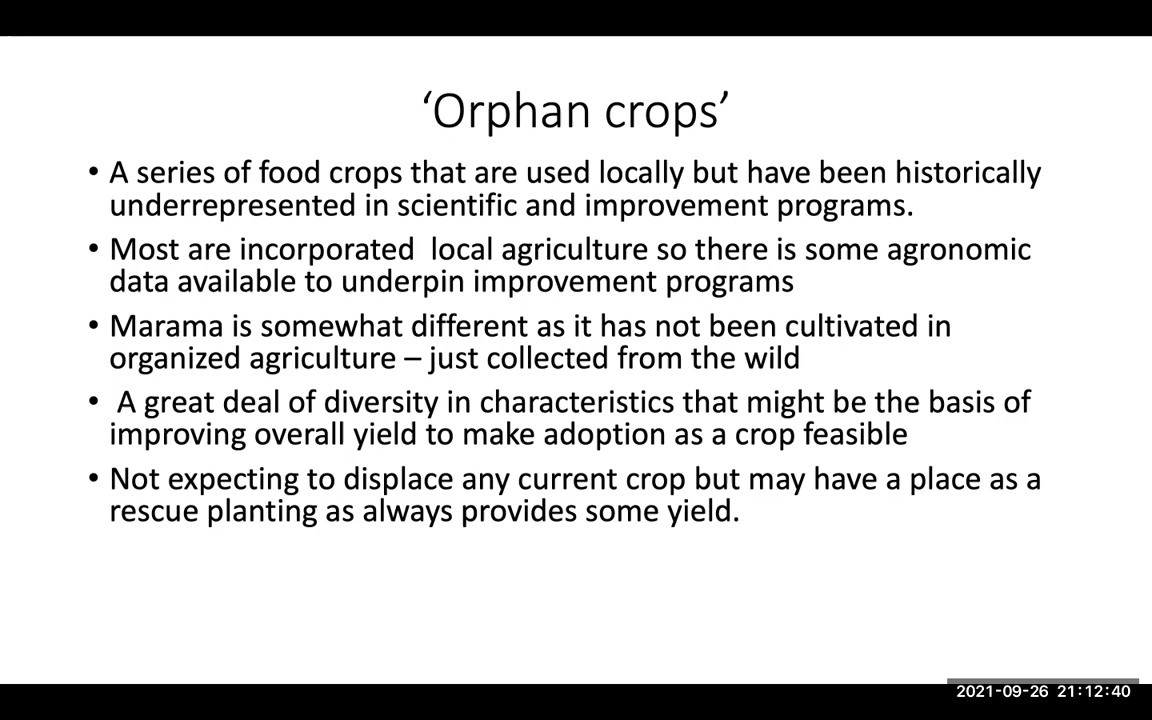 ‘Orphan crops’
• A series of food crops that are used locally but have been historically
underrepresented in scientific and improvement programs.
• Most are incorporated  local agriculture so there is some agronomic
data available to underpin improvement programs
• Marama is somewhat different as it has not been cultivated in
organized agriculture – just collected from the wild
•  A great deal of diversity in characteristics that might be the basis of
improving overall yield to make adoption as a crop feasible
• Not expecting to displace any current crop but may have a place as a
rescue planting as always provides some yield.
2021-09-26 21:12:40